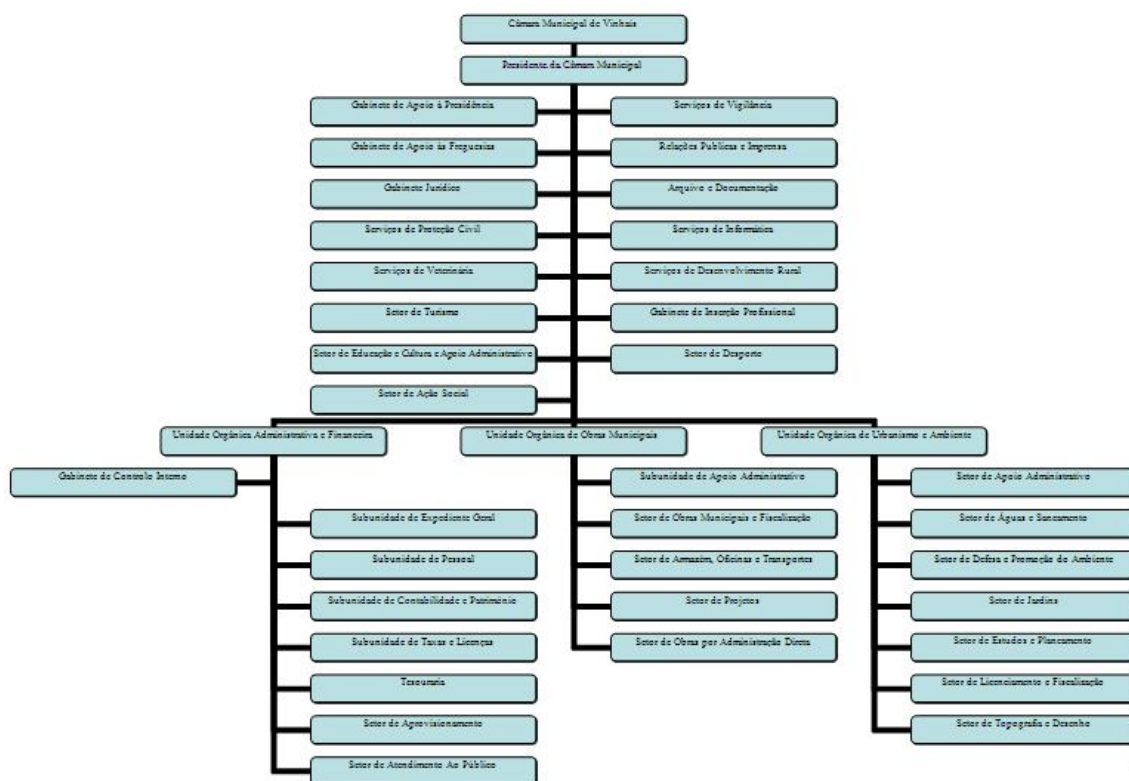 Câmara Municipal de Vinhais
Presidente da Câmara Municipal
Gabinete de Apoio à Presidência
Serviços de Vigilância
Gabinete de Apoio às Freguesias
Relações Publicas e Imprensa
Gabinete Jurídico
Arquivo e Documentação
Serviços de Proteção Civil
Serviços de Informática
Serviços de Veterinária
Serviços de Desenvolvimento Rural
Setor de Turismo
Gabinete de Inserção Profissional
Setor de Educação e Cultura e Apoio Administrativo
Setor de Desporto
Setor de Ação Social
Unidade Orgânica Administrativa e Financeira
Unidade Orgânica de Obras Municipais
Unidade Orgânica de Urbanismo e Ambiente
Gabinete de Controlo Interno
Subunidade de Apoio Administrativo
Setor de Apoio Administrativo
Subunidade de Expediente Geral
Setor de Obras Municipais e Fiscalização
Setor de Águas e Saneamento
Subunidade de Pessoal
Setor de Armazém, Oficinas e Transportes
Setor de Defesa e Promoção do Ambiente
Subunidade de Contabilidade e Património
Setor de Projetos
Setor de Jardins
Subunidade de Taxas e Licenças
Setor de Obras por Administração Direta
Setor de Estudos e Planeamento
Tesouraria
Setor de Licenciamento e Fiscalização
Setor de Aprovisionamento
Setor de Topografia e Desenho
Setor de Atendimento Ao Público